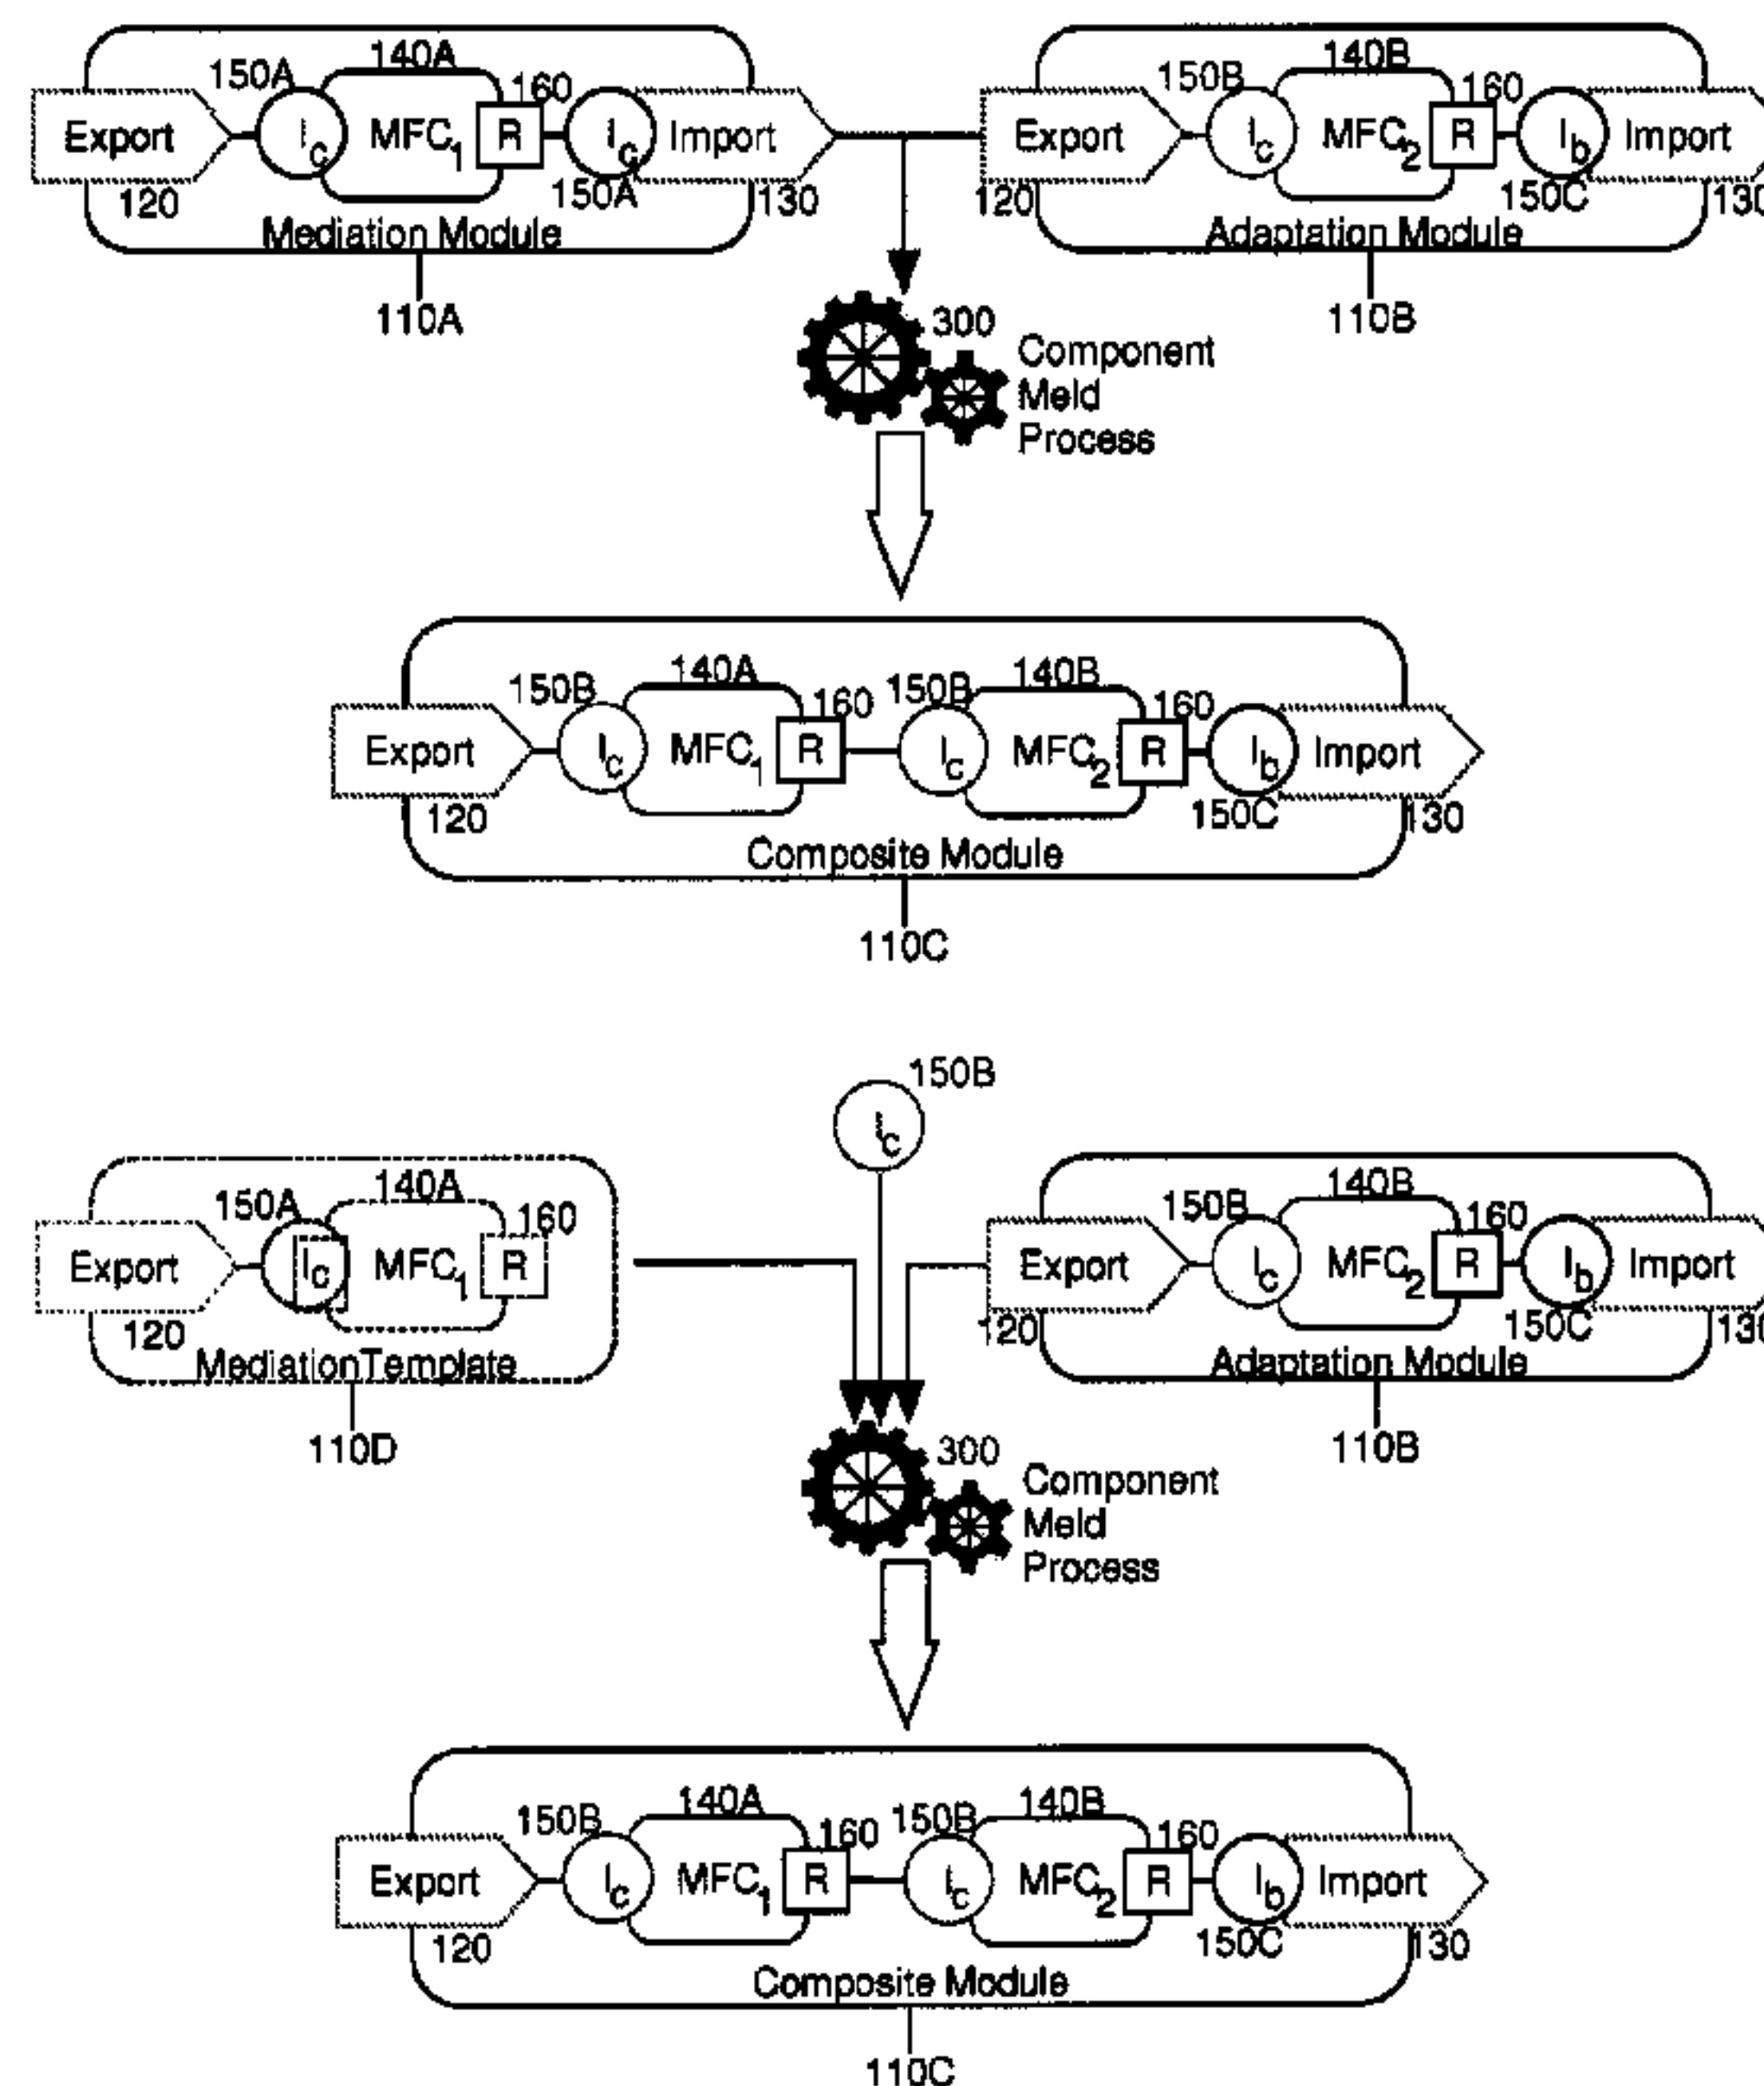 140A
140B
150A
160
150B
160
Export
Ic
MFC1
R
Ic
Import
Export
Ic
MFC2
R
Ib
Import
120
150A
130
120
150C
Mediation Module
Adaptation Module
110A
110B
300
Component
Meld
Process
140A
140B
150B
160
150B
160
Export
Ic
MFC1
R
Ic
MFC2
R
Ib
Import
120
150C
130
Composite Module
110C
150B
Ic
140A
140B
150A
160
150B
160
Export
Ic
MFC1
R
Export
Ic
MFC2
R
Ib
Import
120
120
150C
MediationTemplate
Adaptation Module
110D
110B
300
Component
Meld
Process
140A
140B
150B
160
150B
160
Export
Ic
MFC1
R
Ic
MFC2
R
Ib
Import
120
150C
130
Composite Module
110C